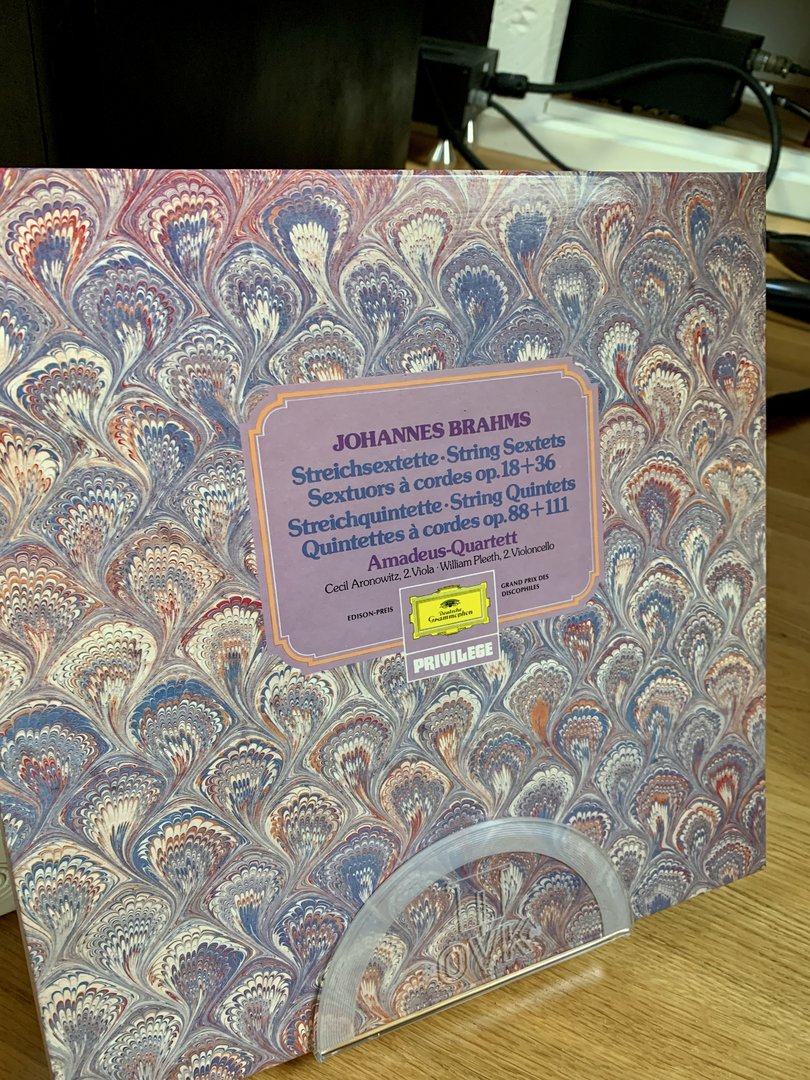 JOHANNES BRAHMS
Streichsextette · String Sextets
Sextuors à cordes op.18+36
Streichquintette · String Quintets
Quintettes à cordes op.88+111
Amadeus-Quartett
Cecil Aronowitz, 2. Viola · William Pleeth, 2. Violoncello
EDISON-PREIS
Deutsche
Grammophon
GRAND PRIX DES
DISCOPHILES
PRIVILEGE
OVK